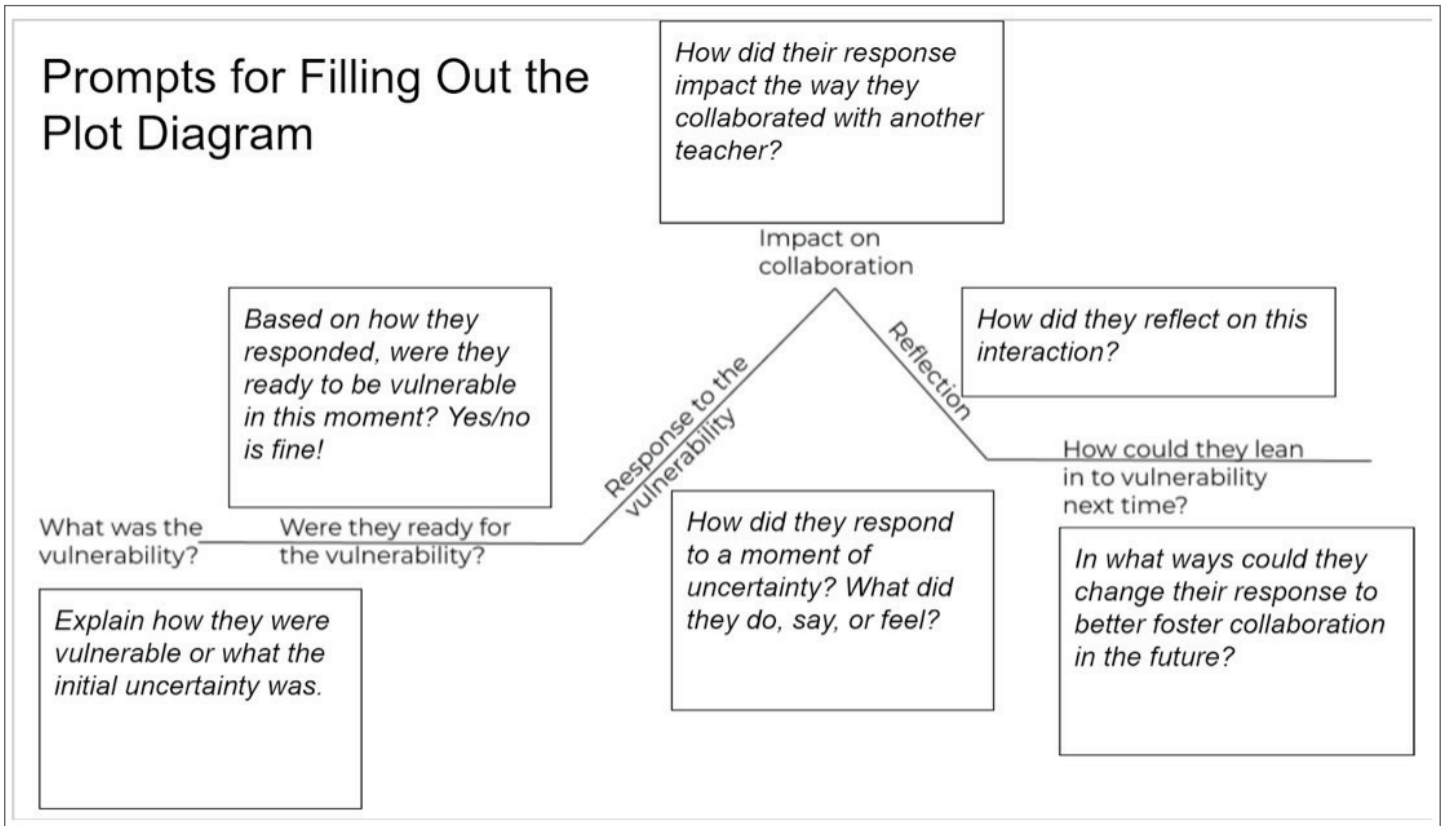 Prompts for Filling Out the
Plot Diagram
How did their response
impact the way they
collaborated with another
teacher?
Impact on
collaboration
Based on how they
responded, were they
ready to be vulnerable
in this moment? Yes/no
is fine!
Response to the
vulnerability
Reflection
How did they reflect on this
interaction?
What was the
vulnerability?
Were they ready for
the vulnerability?
How could they lean
in to vulnerability
next time?
Explain how they were
vulnerable or what the
initial uncertainty was.
How did they respond
to a moment of
uncertainty? What did
they do, say, or feel?
In what ways could they
change their response to
better foster collaboration
in the future?